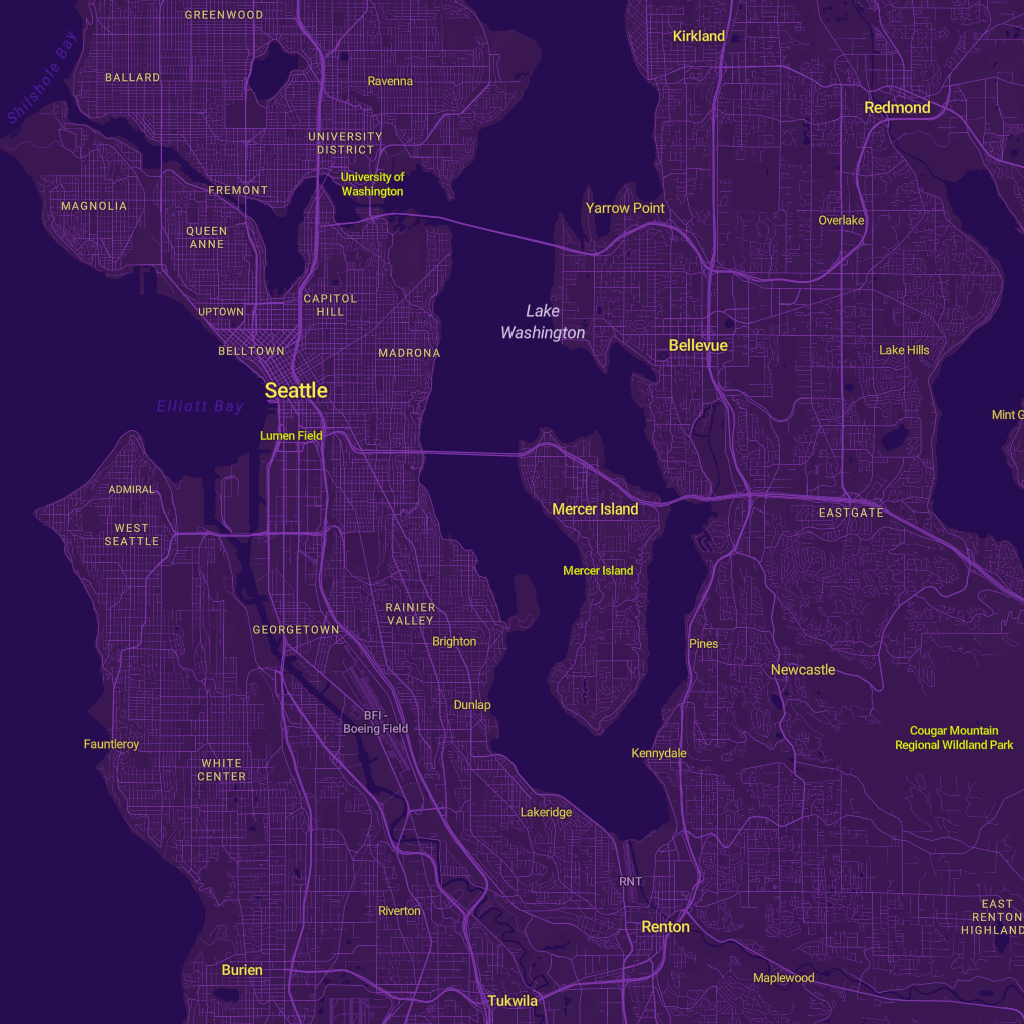 GREENWOOD
Kirkland
Shilshole Bay
BALLARD
Ravenna
Redmond
UNIVERSITY
DISTRICT
University of
Washington
FREMONT
MAGNOLIA
Yarrow Point
Overlake
QUEEN
ANNE
CAPITOL
HILL
UPTOWN
Lake
Washington
BELLTOWN
MADRONA
Bellevue
Lake Hills
Seattle
Elliott Bay
Mint G
Lumen Field
ADMIRAL
WEST
SEATTLE
Mercer Island
EASTGATE
Mercer Island
RAINIER
VALLEY
GEORGETOWN
Brighton
Pines
Newcastle
Dunlap
BFI -
Boeing Field
Cougar Mountain
Regional Wildland Park
Fauntleroy
Kennydale
WHITE
CENTER
Lakeridge
RNT
Riverton
Renton
EAST
RENTON
HIGHLAND
Burien
Maplewood
Tukwila